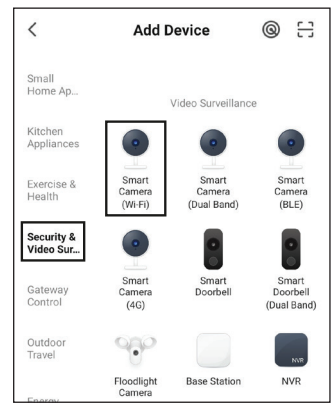 Add Device
Small
Home Ap...
Kitchen
Appliances
Exercise &
Health
Security &
Video Sur...
Gateway
Control
Outdoor
Travel
Energy
Video Surveillance
Smart
Camera
(Wi-Fi)
Smart
Camera
(Dual Band)
Smart
Camera
(BLE)
Smart
Camera
(4G)
Smart
Doorbell
Smart
Doorbell
(Dual Band)
Floodlight
Camera
Base Station
NVR
NVR